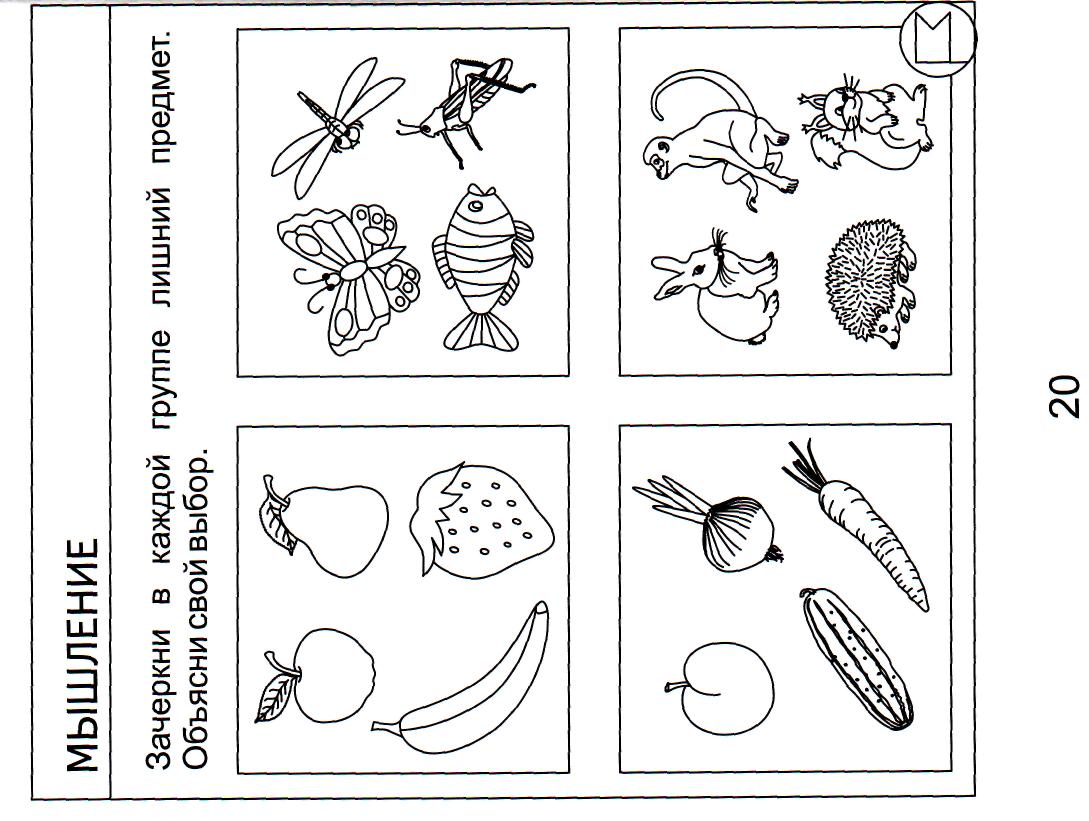 МЫШЛЕНИЕ
Зачеркни в каждой группе лишний предмет.
Объясни свой выбор.
М
20